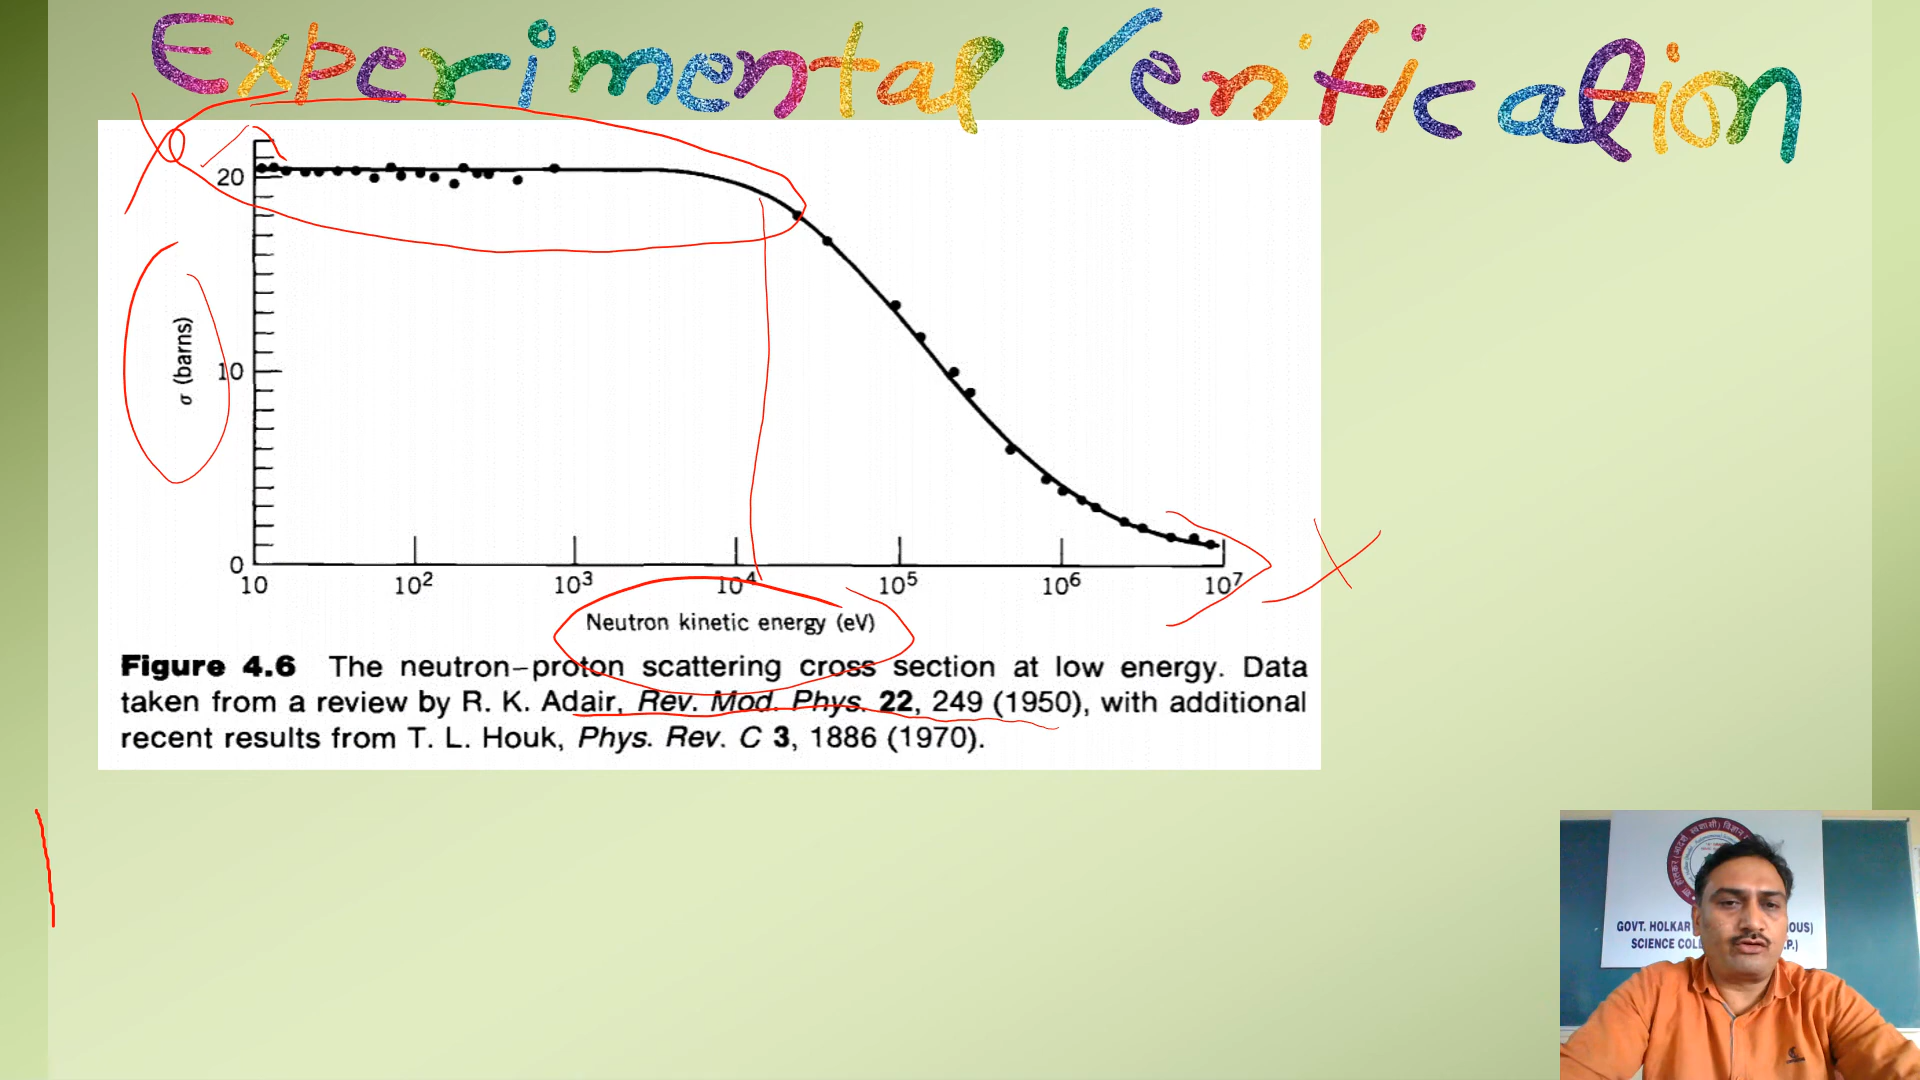 Experimental Verification
20
10
0
σ (barns)
10 10² 10³ 10⁴ 10⁵ 10⁶ 10⁷
Neutron kinetic energy (eV)
Figure 4.6 The neutron–proton scattering cross section at low energy. Data
taken from a review by R. K. Adair, Rev. Mod. Phys. 22, 249 (1950), with additional
recent results from T. L. Houk, Phys. Rev. C 3, 1886 (1970).
GOVT. HOLKAR
SCIENCE